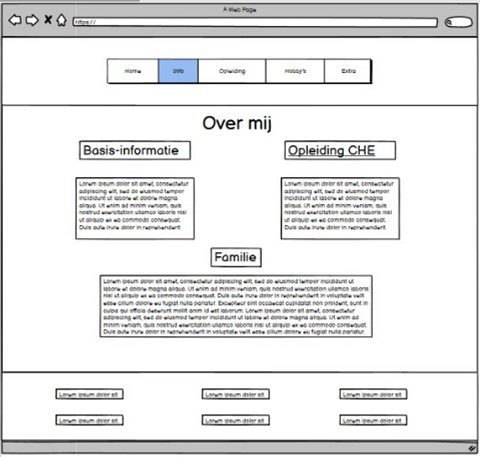 A Web Page
https://
Home Info Opleiding Hobby's Extra
Over mij
Basis-informatie
Opleiding CHE
Lorem ipsum dolor sit amet, consectetur
adipiscing elit, sed do eiusmod tempor
incididunt ut labore et dolore magna
aliqua. Ut enim ad minim veniam, quis
nostrud exercitation ullamco laboris nisi
ut aliquip ex ea commodo consequat.
Duis aute irure dolor in reprehenderit
Lorem ipsum dolor sit amet, consectetur
adipiscing elit, sed do eiusmod tempor
incididunt ut labore et dolore magna
aliqua. Ut enim ad minim veniam, quis
nostrud exercitation ullamco laboris nisi
ut aliquip ex ea commodo consequat.
Duis aute irure dolor in reprehenderit
Familie
Lorem ipsum dolor sit amet, consectetur adipiscing elit, sed do eiusmod tempor incididunt ut
labore et dolore magna aliqua. Ut enim ad minim veniam, quis nostrud exercitation ullamco laboris
nisi ut aliquip ex ea commodo consequat. Duis aute irure dolor in reprehenderit in voluptate velit
esse cillum dolore eu fugiat nulla pariatur. Excepteur sint occaecat cupidatat non proident, sunt in
culpa qui officia deserunt mollit anim id est laborum. Lorem ipsum dolor sit amet, consectetur
adipiscing elit, sed do eiusmod tempor incididunt ut labore et dolore magna aliqua. Ut enim ad
minim veniam, quis nostrud exercitation ullamco laboris nisi ut aliquip ex ea commodo consequat.
Duis aute irure dolor in reprehenderit in voluptate velit esse cillum dolore eu fugiat nulla pariatur.
Lorem ipsum dolor sit Lorem ipsum dolor sit Lorem ipsum dolor sit
Lorem ipsum dolor sit Lorem ipsum dolor sit Lorem ipsum dolor sit